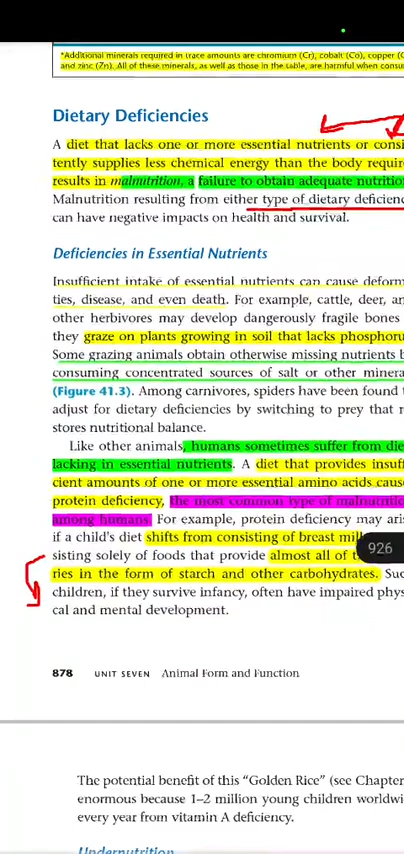 *Additional minerals required in trace amounts are chromium (Cr), cobalt (Co), copper (
and zinc (Zn). All of these minerals, as well as those in the table, are harmful when
Dietary Deficiencies
A diet that lacks one or more essential nutrients or consi
tently supplies less chemical energy than the body requir
results in malnutrition, a failure to obtain adequate nutritio
Malnutrition resulting from either type of dietary deficienc
can have negative impacts on health and survival.
Deficiencies in Essential Nutrients
Insufficient intake of essential nutrients can cause deform
ties, disease, and even death. For example, cattle, deer, an
other herbivores may develop dangerously fragile bones
they graze on plants growing in soil that lacks phosphoru
Some grazing animals obtain otherwise missing nutrients b
consuming concentrated sources of salt or other minera
(Figure 41.3). Among carnivores, spiders have been found t
adjust for dietary deficiencies by switching to prey that r
stores nutritional balance.
Like other animals, humans sometimes suffer from die
lacking in essential nutrients. A diet that provides insuff
cient amounts of one or more essential amino acids cause
protein deficiency, the most common type of malnutritio
among humans. For example, protein deficiency may aris
if a child's diet shifts from consisting of breast mil
sisting solely of foods that provide almost all of
926
ries in the form of starch and other carbohydrates. Suc
children, if they survive infancy, often have impaired phys
cal and mental development.
878 UNIT SEVEN Animal Form and Function
The potential benefit of this "Golden Rice" (see Chapter
enormous because 1–2 million young children worldwi
every year from vitamin A deficiency.
Undernutrition